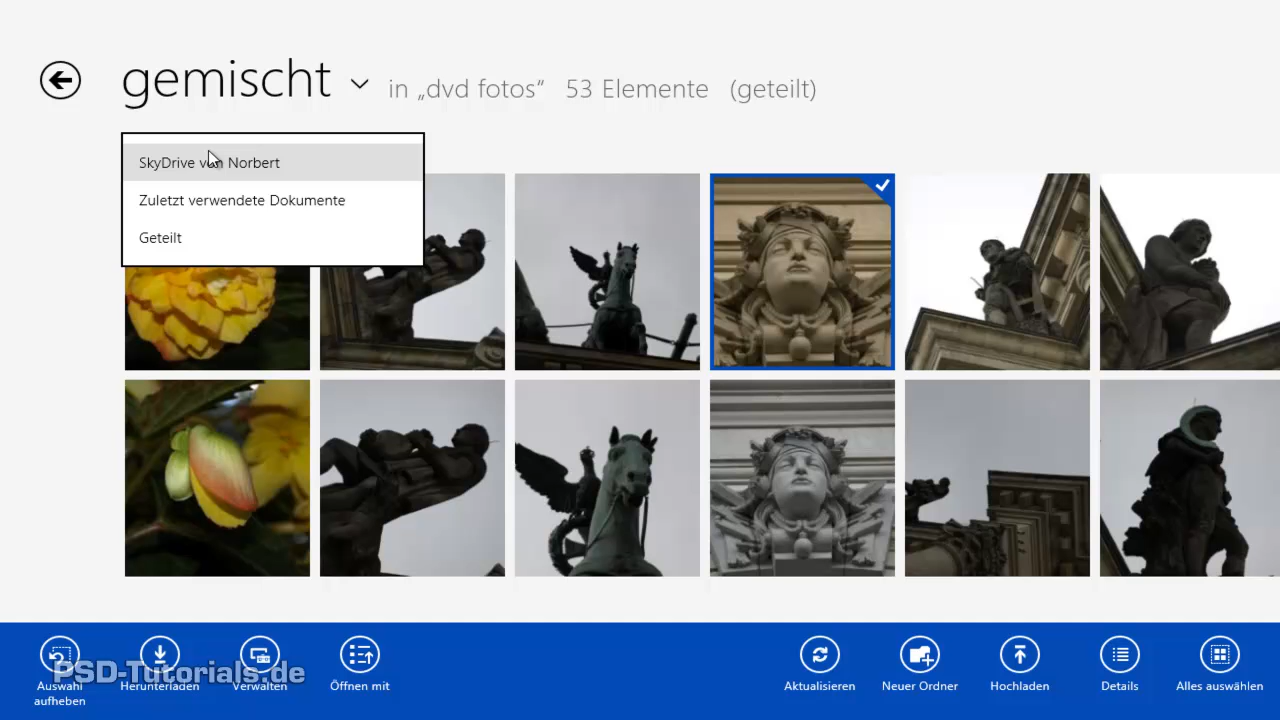 gemischt in „dvd fotos“ 53 Elemente (geteilt)
SkyDrive von Norbert
Zuletzt verwendete Dokumente
Geteilt
Auswahl aufheben
Herunterladen
Verwalten
Öffnen mit
Aktualisieren
Neuer Ordner
Hochladen
Details
Alles auswählen
PSD-Tutorials.de